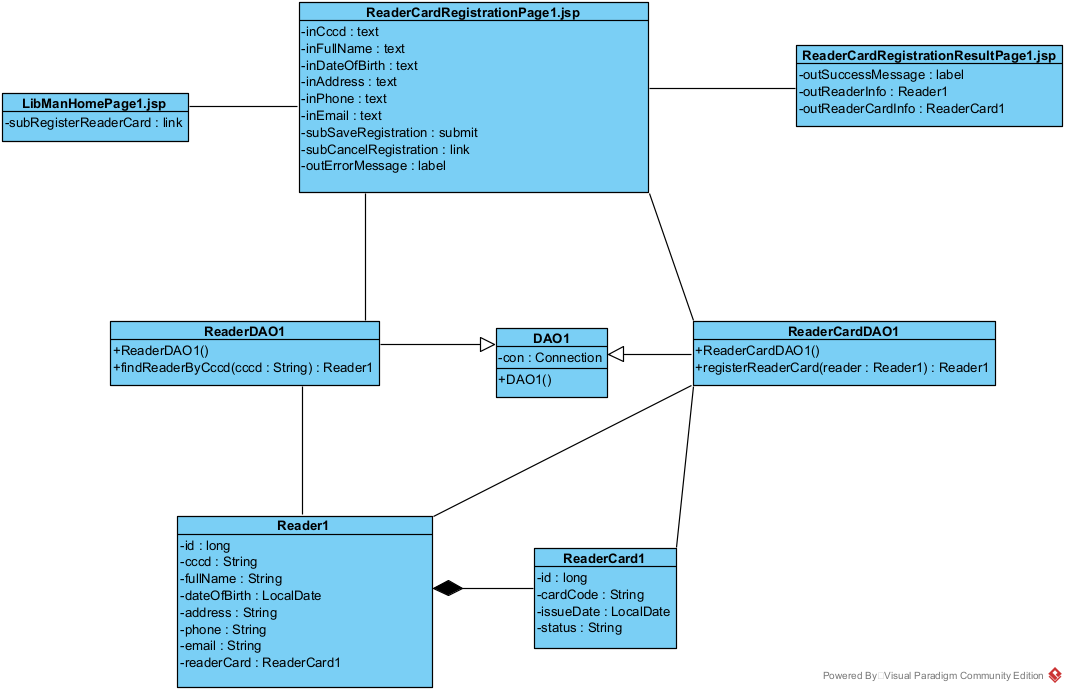 ReaderCardRegistrationPage1.jsp
-inCccd : text
-inFullName : text
-inDateOfBirth : text
-inAddress : text
-inPhone : text
-inEmail : text
-subSaveRegistration : submit
-subCancelRegistration : link
-outErrorMessage : label
ReaderCardRegistrationResultPage1.jsp
-outSuccessMessage : label
-outReaderInfo : Reader1
-outReaderCardInfo : ReaderCard1
LibManHomePage1.jsp
-subRegisterReaderCard : link
ReaderDAO1
+ReaderDAO1()
+findReaderByCccd(cccd : String) : Reader1
DAO1
-con : Connection
+DAO1()
ReaderCardDAO1
+ReaderCardDAO1()
+registerReaderCard(reader : Reader1) : Reader1
Reader1
-id : long
-cccd : String
-fullName : String
-dateOfBirth : LocalDate
-address : String
-phone : String
-email : String
-readerCard : ReaderCard1
ReaderCard1
-id : long
-cardCode : String
-issueDate : LocalDate
-status : String
Powered By Visual Paradigm Community Edition